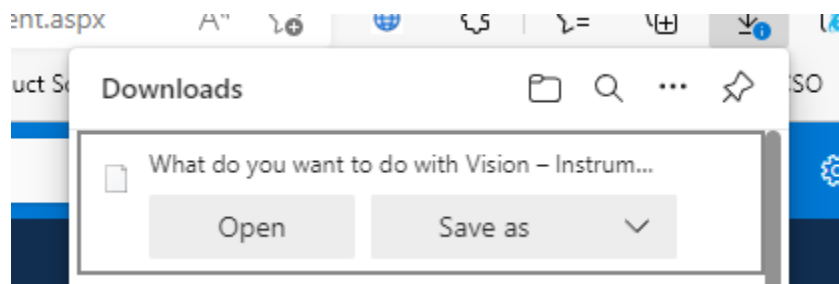 ent.aspx
uct Sc
SO
Downloads
What do you want to do with Vision – Instrum...
Open
Save as